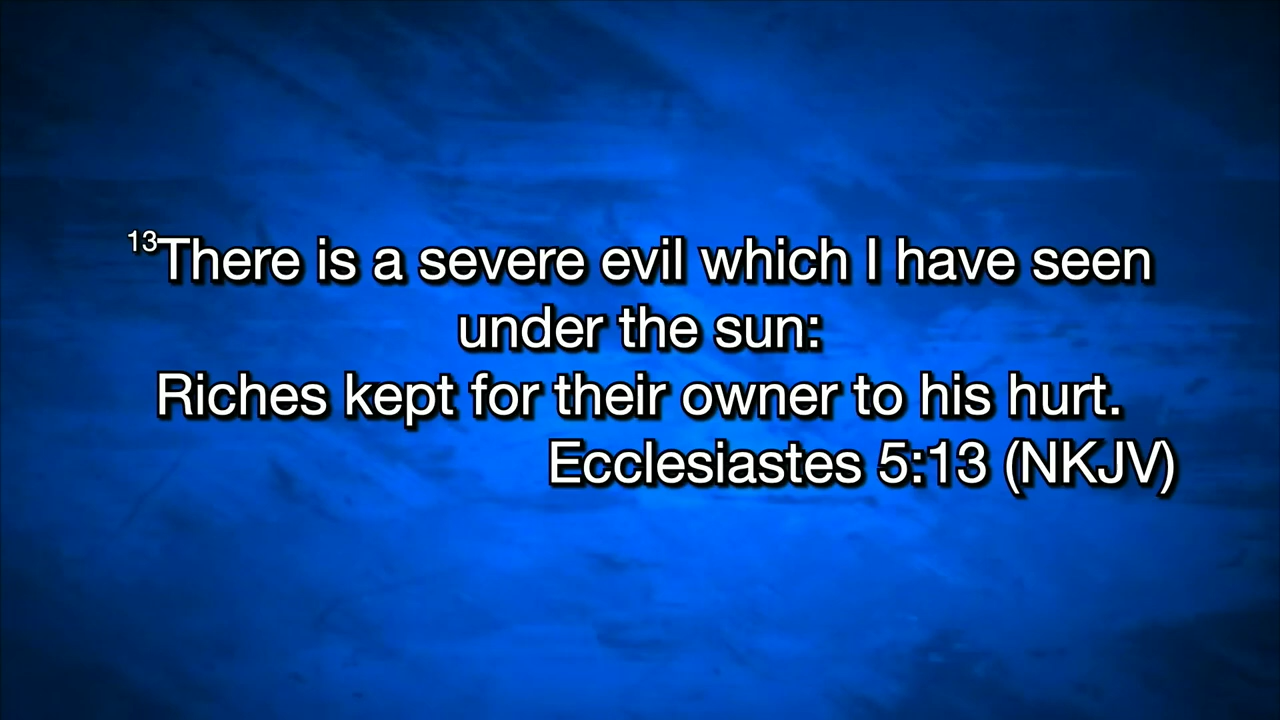 13There is a severe evil which I have seen
under the sun:
Riches kept for their owner to his hurt.
Ecclesiastes 5:13 (NKJV)